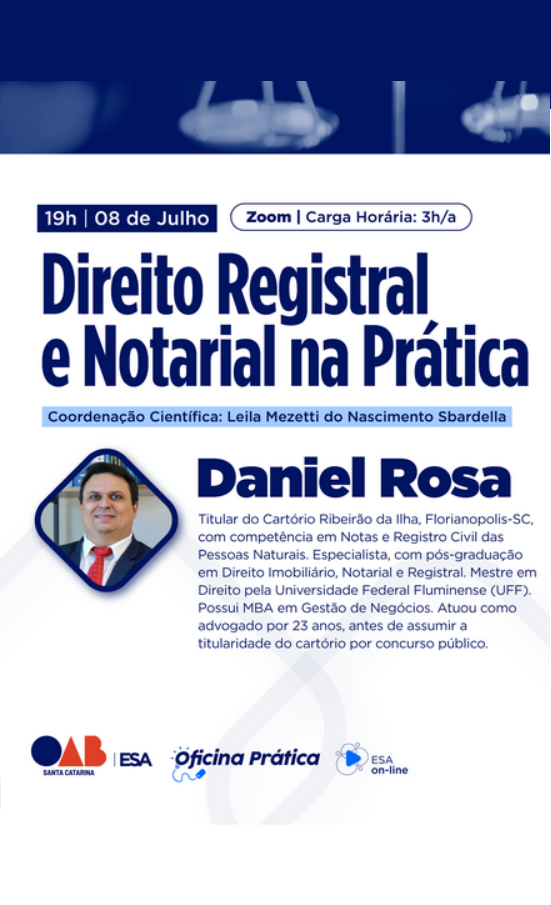 19h | 08 de Julho
Zoom | Carga Horária: 3h/a
Direito Registral
e Notarial na Prática
Coordenação Científica: Leila Mezetti do Nascimento Sbardella
Daniel Rosa
Titular do Cartório Ribeirão da Ilha, Florianopolis-SC,
com competência em Notas e Registro Civil das
Pessoas Naturais. Especialista, com pós-graduação
em Direito Imobiliário, Notarial e Registral. Mestre em
Direito pela Universidade Federal Fluminense (UFF).
Possui MBA em Gestão de Negócios. Atuou como
advogado por 23 anos, antes de assumir a
titularidade do cartório por concurso público.
OAB | ESA
SANTA CATARINA
Oficina Prática
ESA
on-line